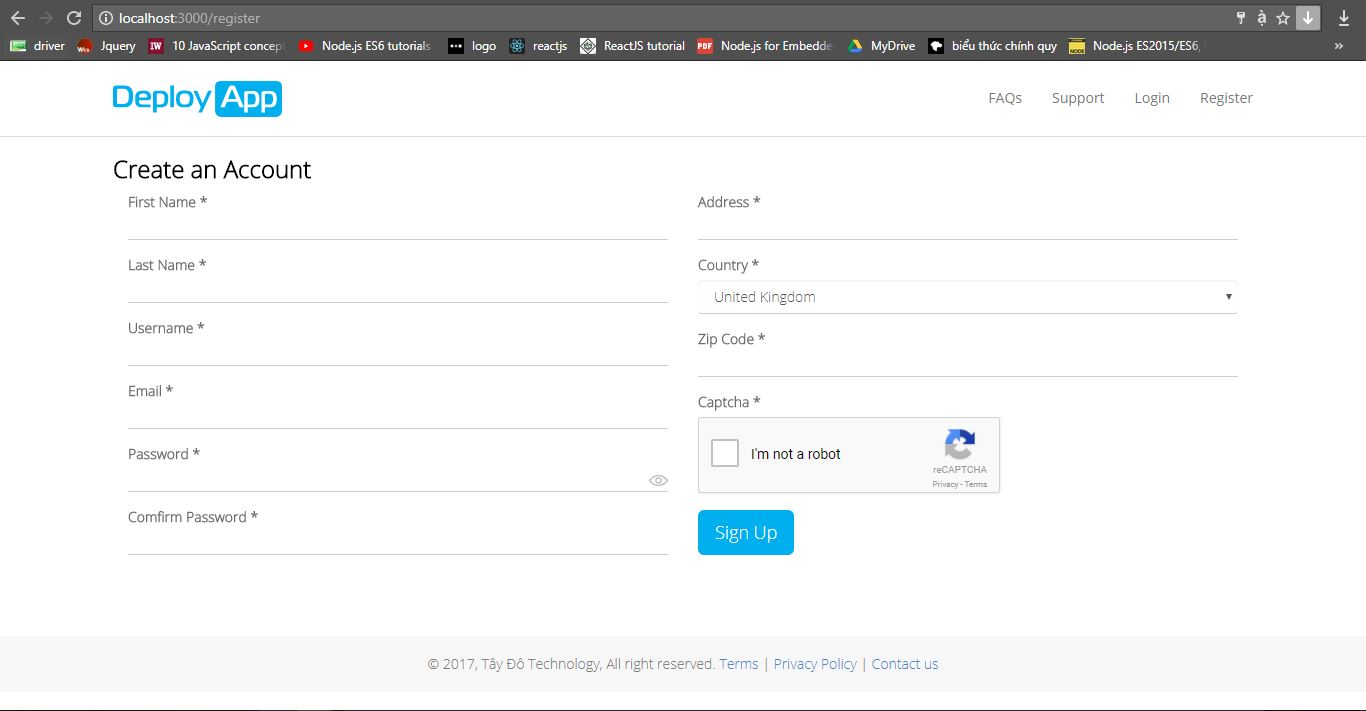 localhost:3000/register
driver
Jquery
10 JavaScript concep
Node.js ES6 tutorials
logo
reactjs
ReactJS tutorial
Node.js for Embedde
MyDrive
biểu thức chính quy
Node.js ES2015/ES6,
Deploy App
FAQs
Support
Login
Register
Create an Account
First Name *
Last Name *
Username *
Email *
Password *
Comfirm Password *
Address *
Country *
United Kingdom
Zip Code *
Captcha *
I'm not a robot
reCAPTCHA
Privacy - Terms
Sign Up
© 2017, Tây Đô Technology, All right reserved. Terms | Privacy Policy | Contact us